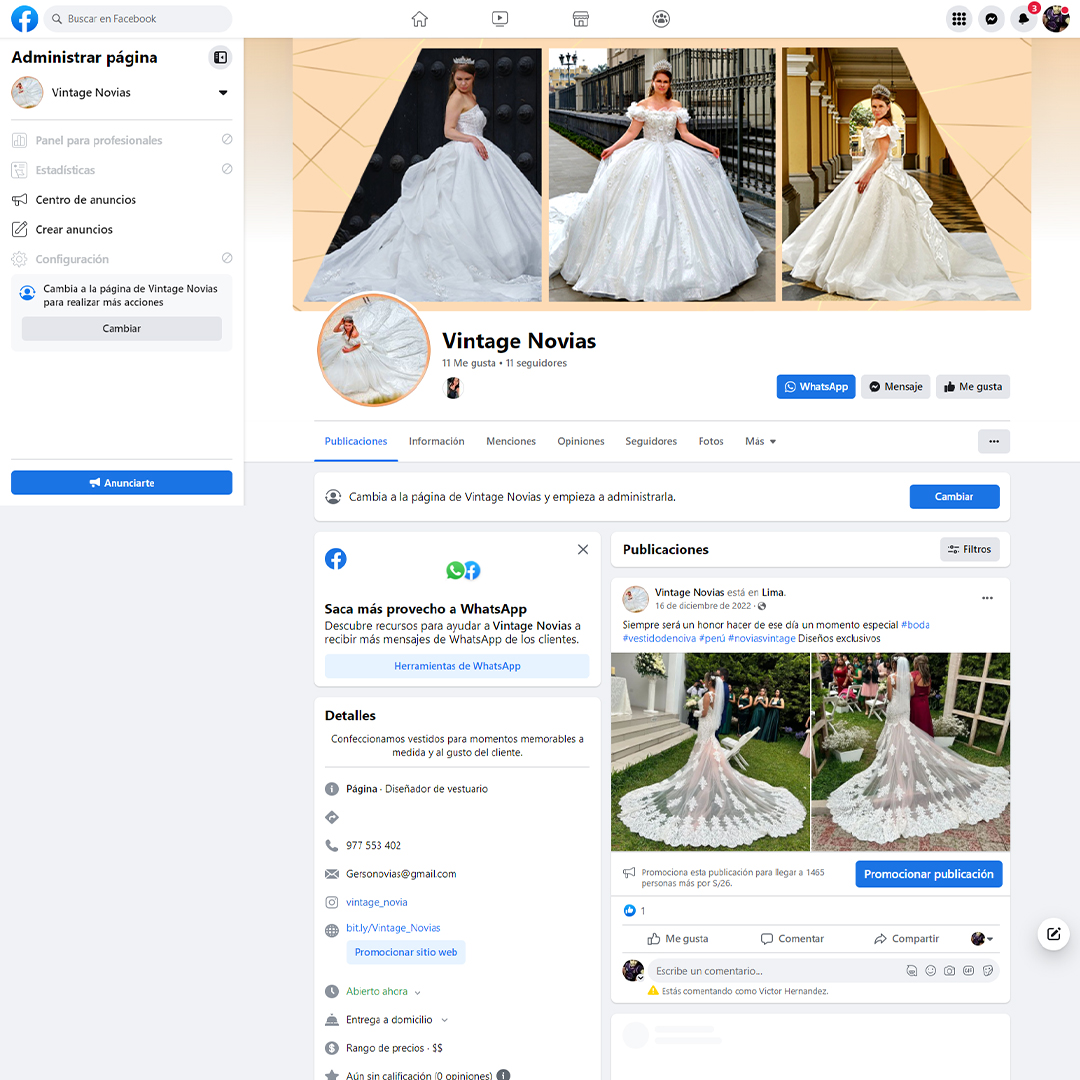 Buscar en Facebook
3
Administrar página
Vintage Novias
Panel para profesionales
Estadísticas
Centro de anuncios
Crear anuncios
Configuración
Cambia a la página de Vintage Novias
para realizar más acciones
Cambiar
Anunciarte
Vintage Novias
11 Me gusta • 11 seguidores
WhatsApp
Mensaje
Me gusta
Publicaciones
Información
Menciones
Opiniones
Seguidores
Fotos
Más
Cambia a la página de Vintage Novias y empieza a administrarla.
Cambiar
Saca más provecho a WhatsApp
Descubre recursos para ayudar a Vintage Novias a
recibir más mensajes de WhatsApp de los clientes.
Herramientas de WhatsApp
Detalles
Confeccionamos vestidos para momentos memorables a
medida y al gusto del cliente.
Página · Diseñador de vestuario
977 553 402
Gersonovias@gmail.com
vintage_novia
bit.ly/Vintage_Novias
Promocionar sitio web
Abierto ahora
Entrega a domicilio
Rango de precios · $$
Aún sin calificación (0 opiniones)
Publicaciones
Filtros
Vintage Novias está en Lima.
16 de diciembre de 2022 ·
Siempre será un honor hacer de ese día un momento especial #boda
#vestidodenoiva #perú #noviasvintage Diseños exclusivos
Promociona esta publicación para llegar a 1465
personas más por S/26.
Promocionar publicación
1
Me gusta
Comentar
Compartir
Escribe un comentario...
GIF
Estás comentando como Victor Hernandez.